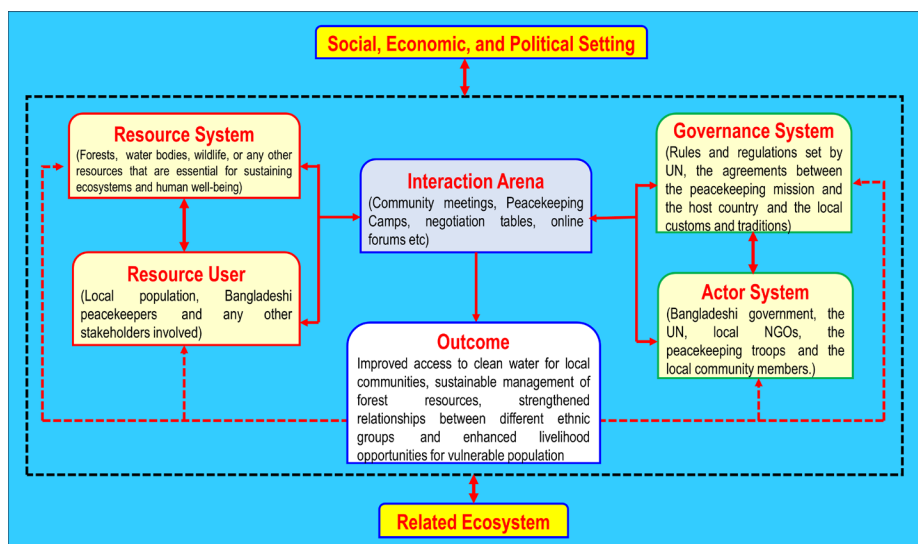 Social, Economic, and Political Setting
Resource System
(Forests, water bodies, wildlife, or any other
resources that are essential for sustaining
ecosystems and human well-being)
Resource User
(Local population, Bangladeshi
peacekeepers and any other
stakeholders involved)
Interaction Arena
(Community meetings, Peacekeeping
Camps, negotiation tables, online
forums etc)
Governance System
(Rules and regulations set by
UN, the agreements between
the peacekeeping mission and
the host country and the local
customs and traditions)
Actor System
(Bangladeshi government, the
UN, local NGOs, the
peacekeeping troops and the
local community members.)
Outcome
Improved access to clean water for local
communities, sustainable management of
forest resources, strengthened
relationships between different ethnic
groups and enhanced livelihood
opportunities for vulnerable population
Related Ecosystem